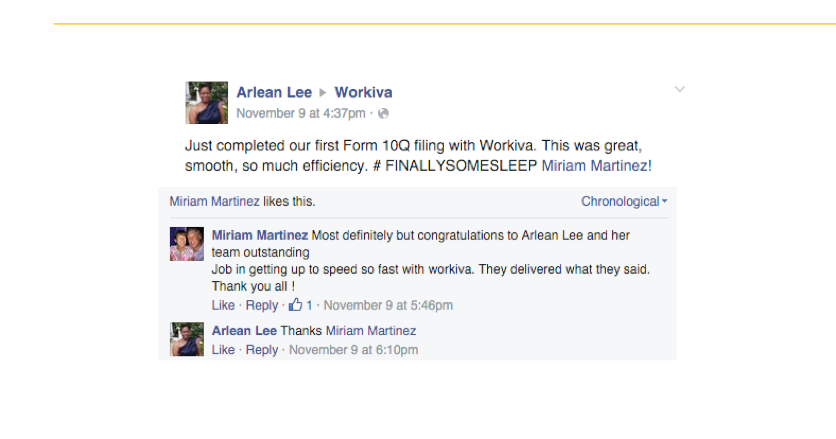 Arlean Lee ▸ Workiva
November 9 at 4:37pm ·
Just completed our first Form 10Q filing with Workiva. This was great,
smooth, so much efficiency. # FINALLYSOMESLEEP Miriam Martinez!
Miriam Martinez likes this. Chronological
Miriam Martinez Most definitely but congratulations to Arlean Lee and her
team outstanding
Job in getting up to speed so fast with workiva. They delivered what they said.
Thank you all !
Like · Reply · 1 · November 9 at 5:46pm
Arlean Lee Thanks Miriam Martinez
Like · Reply · November 9 at 6:10pm